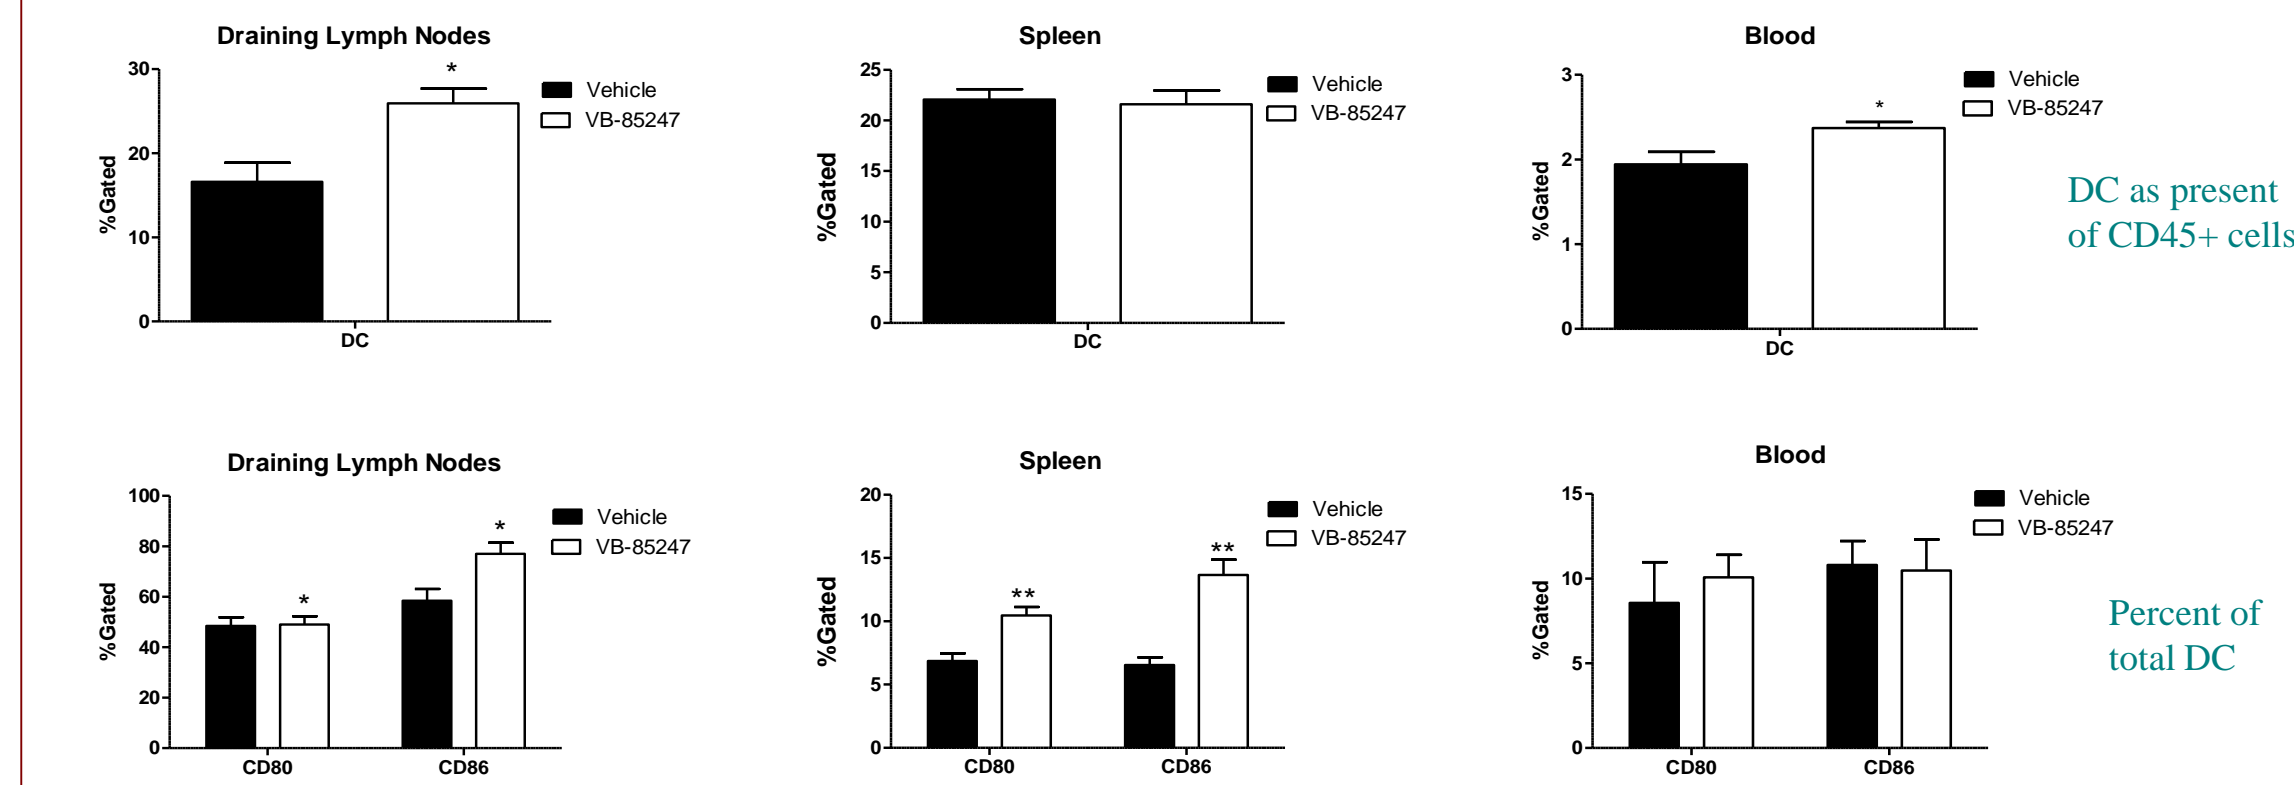 Draining Lymph Nodes
30
20
10
0
%Gated
*
DC
Vehicle
VB-85247
Spleen
25
20
15
10
5
0
%Gated
DC
Vehicle
VB-85247
Blood
3
2
1
0
%Gated
*
DC
Vehicle
VB-85247
DC as present
of CD45+ cells
Draining Lymph Nodes
100
80
60
40
20
0
%Gated
*
*
CD80
CD86
Vehicle
VB-85247
Spleen
20
15
10
5
0
%Gated
**
**
CD80
CD86
Vehicle
VB-85247
Blood
15
10
5
0
%Gated
CD80
CD86
Vehicle
VB-85247
Percent of
total DC